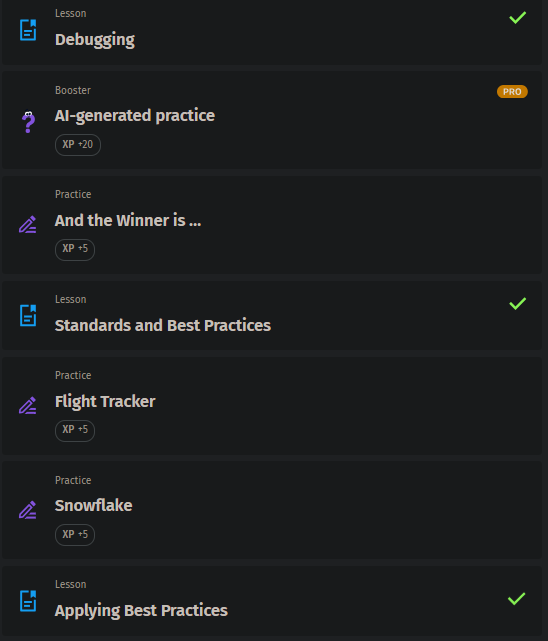 Lesson
Debugging
Booster
PRO
AI-generated practice
XP +20
Practice
And the Winner is ...
XP +5
Lesson
Standards and Best Practices
Practice
Flight Tracker
XP +5
Practice
Snowflake
XP +5
Lesson
Applying Best Practices